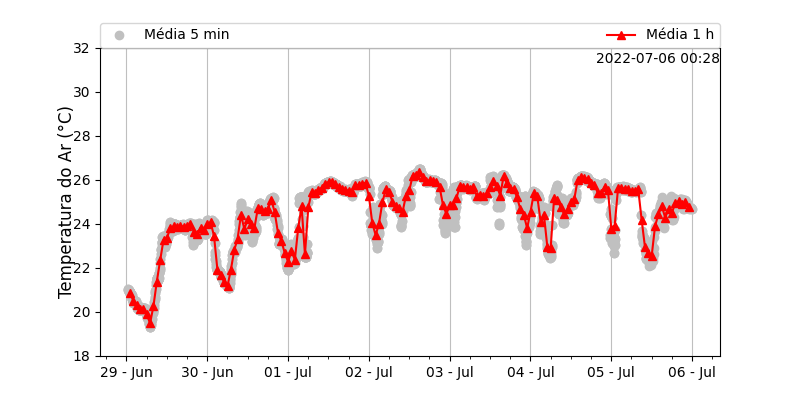 Média 5 min
Média 1 h
2022-07-06 00:28
Temperatura do Ar (°C)
32
30
28
26
24
22
20
18
29 - Jun
30 - Jun
01 - Jul
02 - Jul
03 - Jul
04 - Jul
05 - Jul
06 - Jul